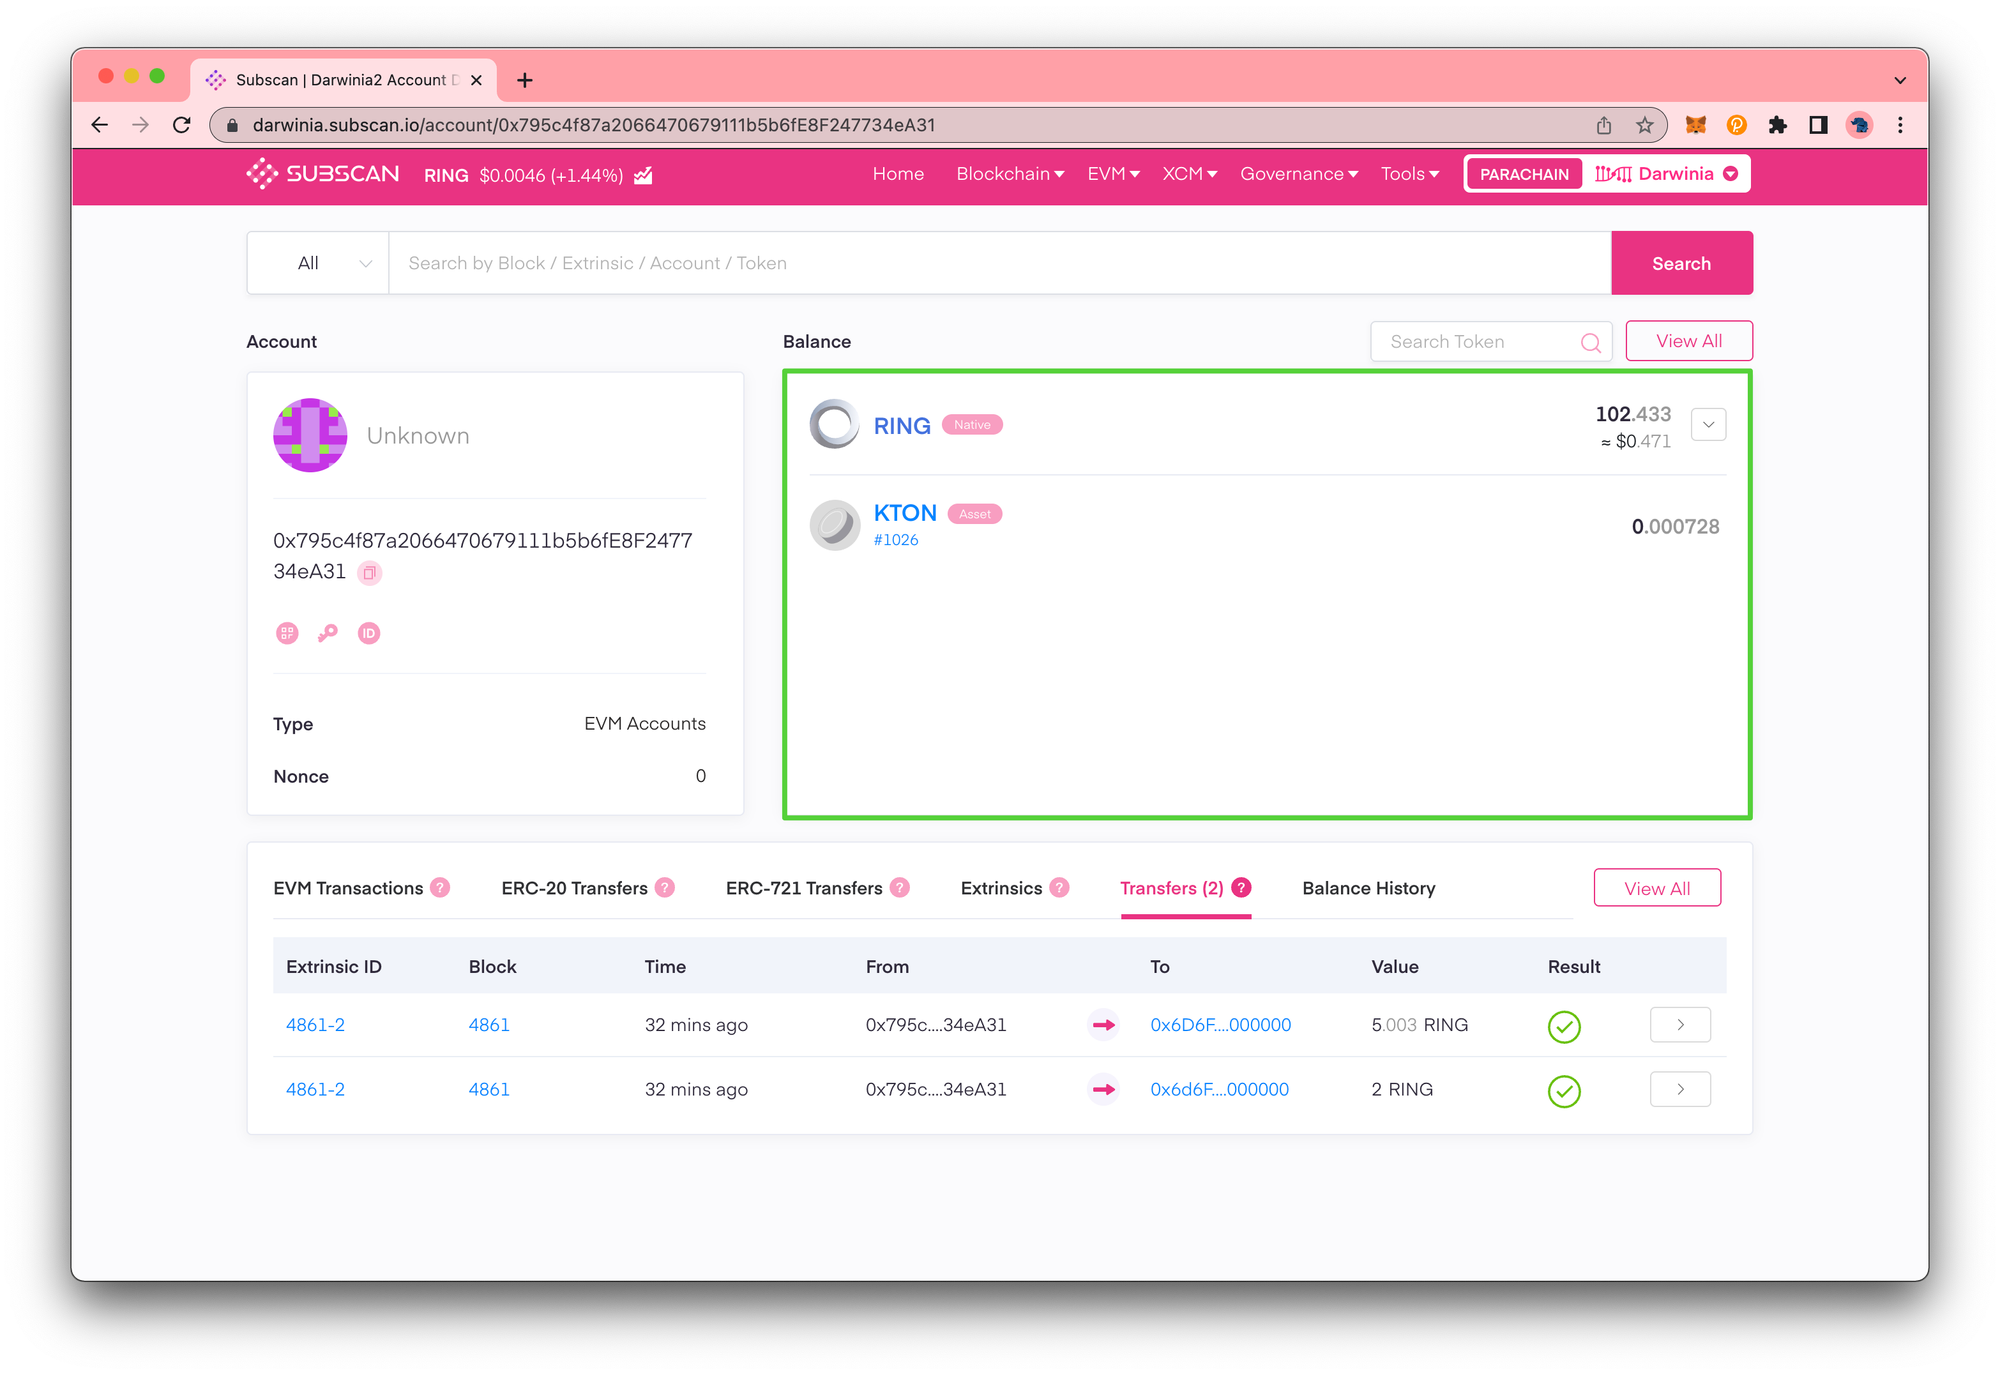 Subscan | Darwinia2 Account D
darwinia.subscan.io/account/0x795c4f87a2066470679111b5b6fE8F247734eA31
SUBSCAN RING $0.0046 (+1.44%) Home Blockchain EVM XCM Governance Tools PARACHAIN Darwinia
All Search by Block / Extrinsic / Account / Token Search
Account
Balance Search Token View All
Unknown
0x795c4f87a2066470679111b5b6fE8F2477
34eA31
ID
Type EVM Accounts
Nonce 0
RING Native 102.433
≈ $0.471
KTON Asset 0.000728
#1026
EVM Transactions ? ERC-20 Transfers ? ERC-721 Transfers ? Extrinsics ? Transfers (2) ? Balance History View All
Extrinsic ID Block Time From To Value Result
4861-2 4861 32 mins ago 0x795c....34eA31 0x6D6F....000000 5.003 RING
4861-2 4861 32 mins ago 0x795c....34eA31 0x6d6F....000000 2 RING